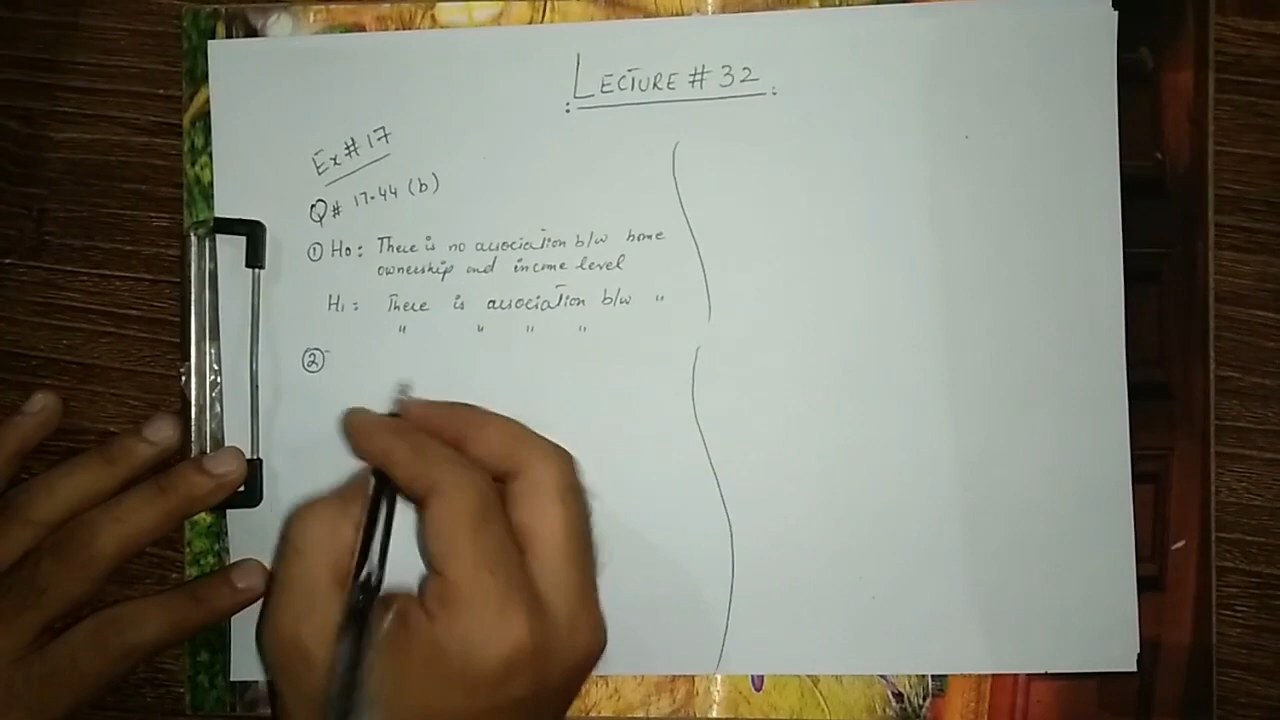 LECTURE # 32
Ex # 17
Q# 17.44 (b)
① Ho: There is no association b/w home
ownership and income level
H1: There is association b/w "
" " " "
②